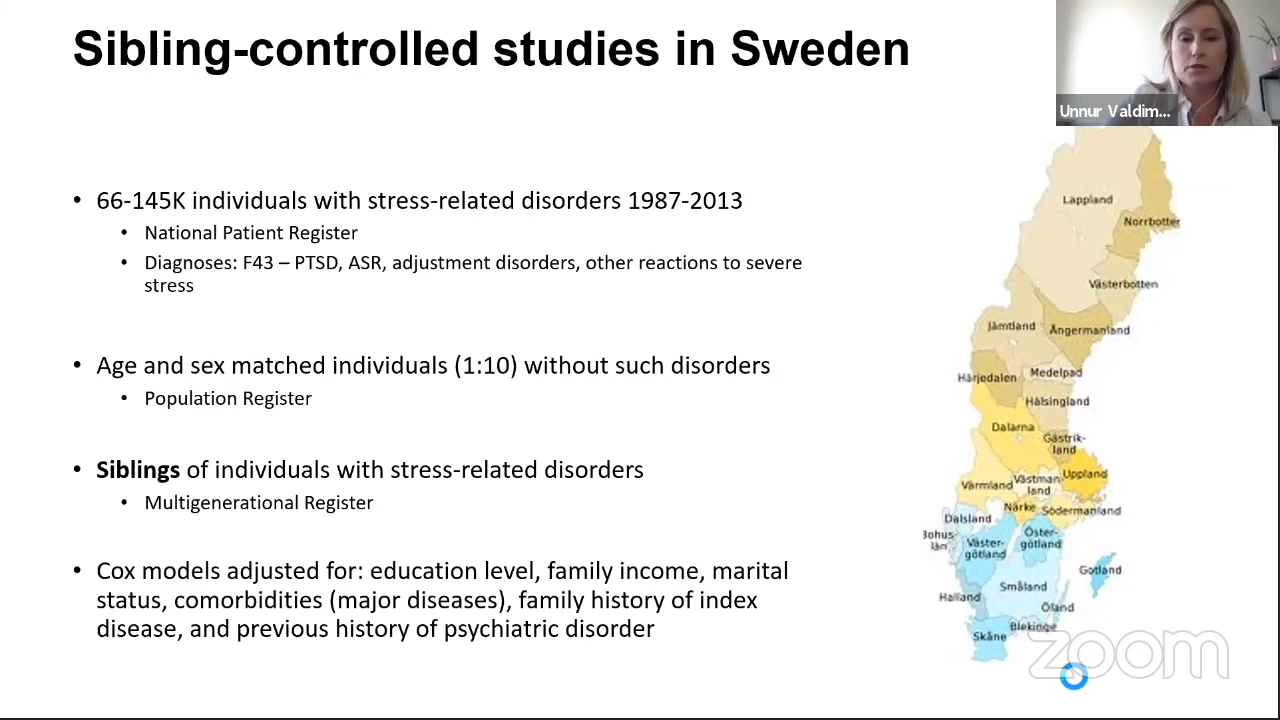 Sibling-controlled studies in Sweden
Unnur Valdim...
• 66-145K individuals with stress-related disorders 1987-2013
• National Patient Register
• Diagnoses: F43 – PTSD, ASR, adjustment disorders, other reactions to severe
stress
• Age and sex matched individuals (1:10) without such disorders
• Population Register
• Siblings of individuals with stress-related disorders
• Multigenerational Register
• Cox models adjusted for: education level, family income, marital
status, comorbidities (major diseases), family history of index
disease, and previous history of psychiatric disorder
Lappland
Norrbotten
Västerbotten
Jämtland
Ångermanland
Härjedalen
Medelpad
Hälsingland
Dalarna
Gästrik-
land
Uppland
Värmland
Västman
land
Närke
Södermanland
Dalsland
Bohus-
län
Väster-
götland
Öster-
götland
Gotland
Småland
Halland
Öland
Blekinge
Skåne
zoom